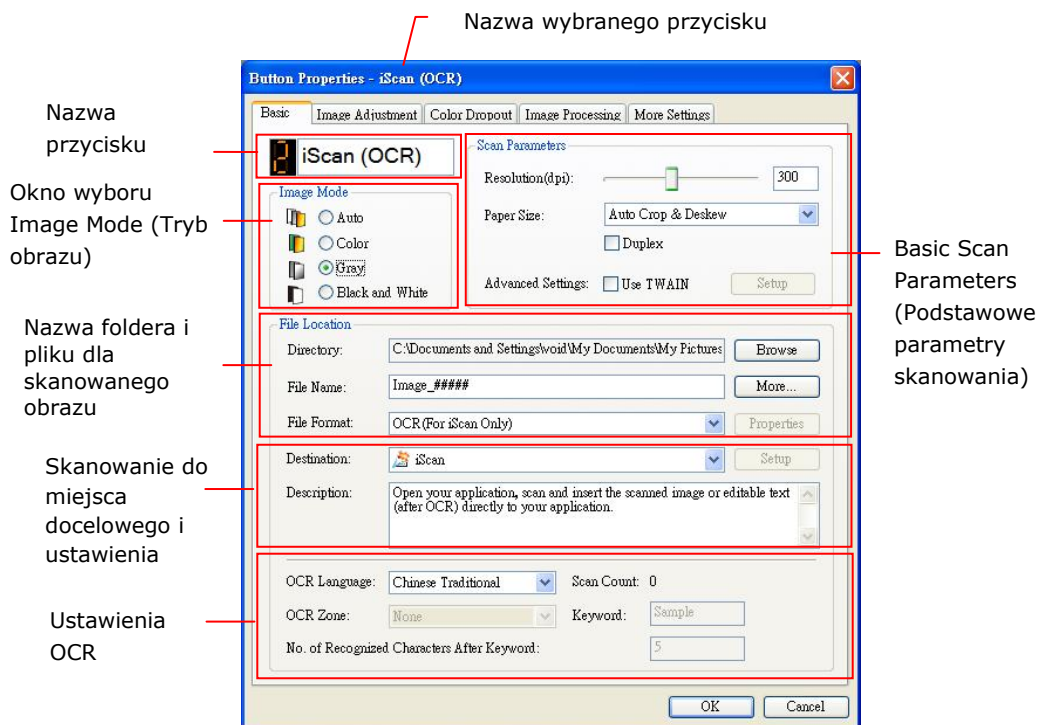 Nazwa wybranego przycisku
Button Properties - iScan (OCR)
Basic Image Adjustment Color Dropout Image Processing More Settings
Nazwa
przycisku
2 iScan (OCR)
Okno wyboru
Image Mode (Tryb
obrazu)
Image Mode
Auto
Color
Gray
Black and White
Scan Parameters
Resolution(dpi): 300
Paper Size: Auto Crop & Deskew
Duplex
Advanced Settings: Use TWAIN Setup
Basic Scan
Parameters
(Podstawowe
parametry
skanowania)
Nazwa foldera i
pliku dla
skanowanego
obrazu
File Location
Directory: C:\Documents and Settings\void\My Documents\My Pictures Browse
File Name: Image_##### More...
File Format: OCR(For iScan Only) Properties
Skanowanie do
miejsca
docelowego i
ustawienia
Destination: iScan Setup
Description: Open your application, scan and insert the scanned image or editable text
(after OCR) directly to your application.
Ustawienia
OCR
OCR Language: Chinese Traditional Scan Count: 0
OCR Zone: None Keyword: Sample
No. of Recognized Characters After Keyword: 5
OK Cancel